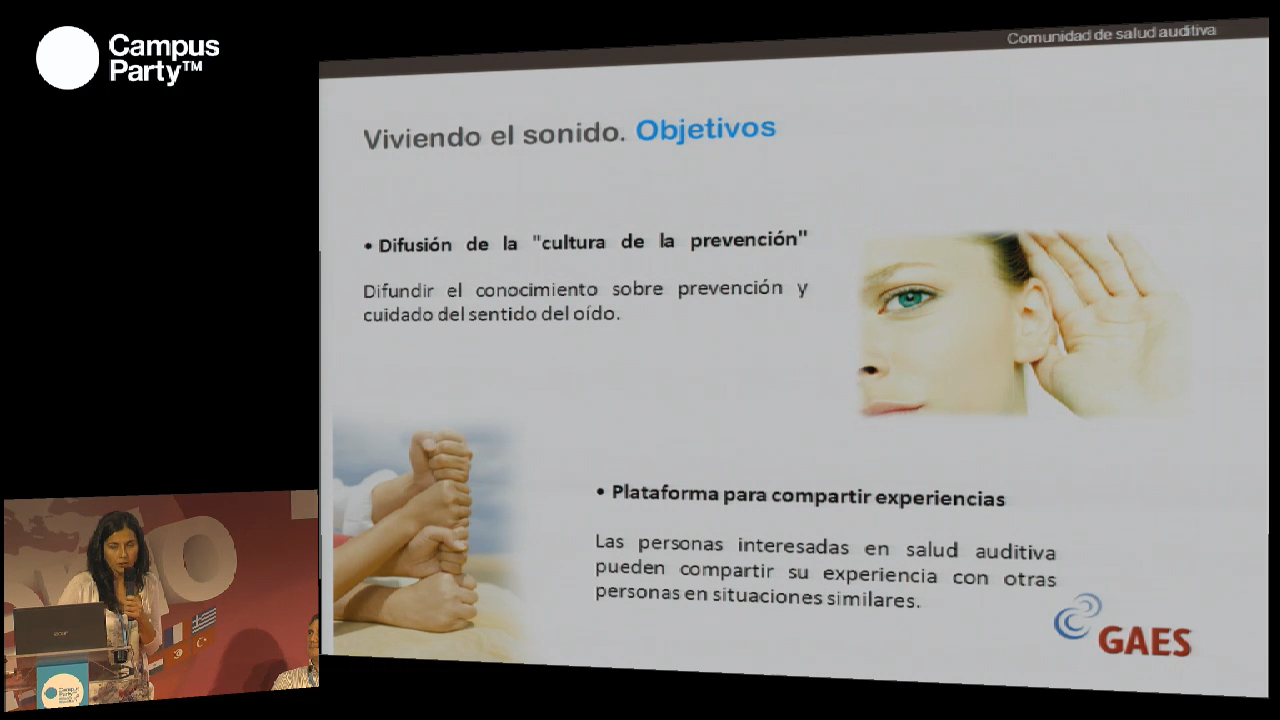 Campus
Party™
Comunidad de salud auditiva
Viviendo el sonido. Objetivos
• Difusión de la "cultura de la prevención"
Difundir el conocimiento sobre prevención y
cuidado del sentido del oído.
• Plataforma para compartir experiencias
Las personas interesadas en salud auditiva
pueden compartir su experiencia con otras
personas en situaciones similares.
GAES
Campus
Party